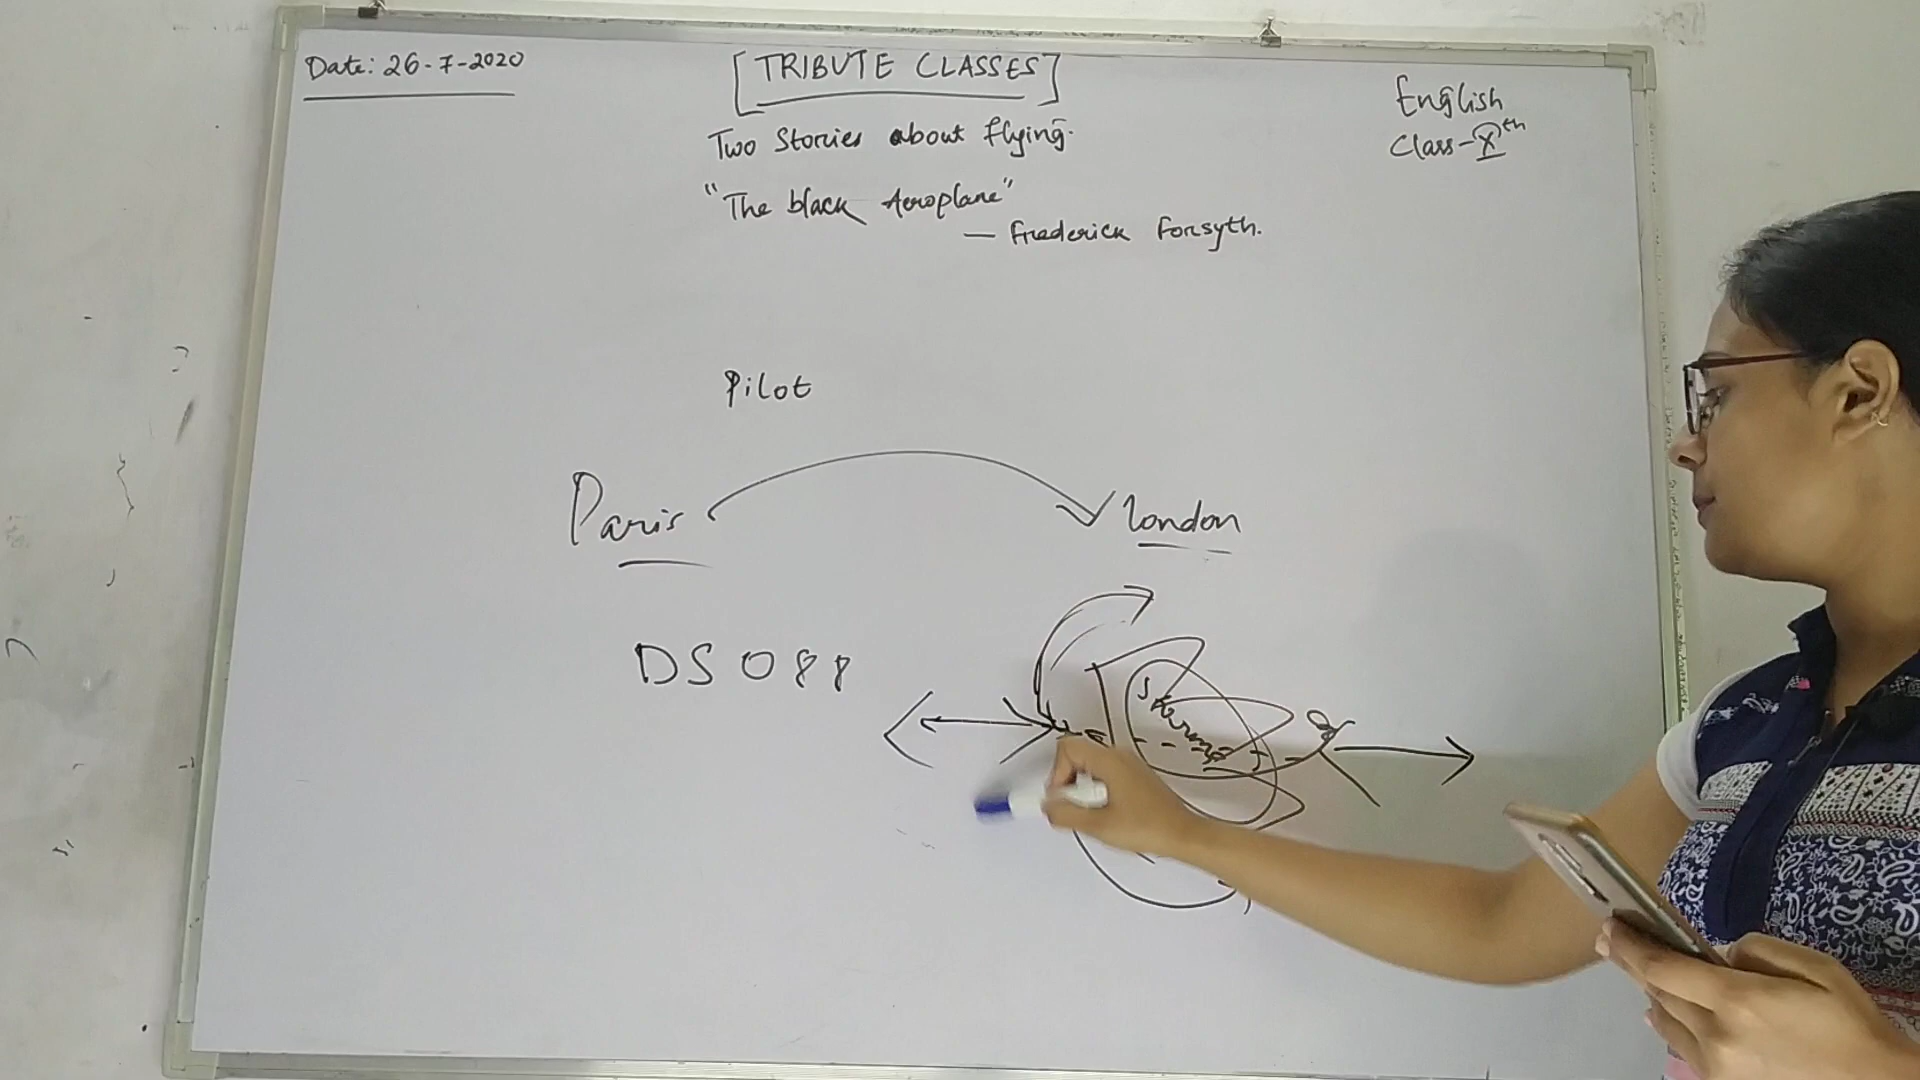 Date: 26-7-2020
[TRIBUTE CLASSES]
English
Class-Xth
Two Stories about flying.
"The black Aeroplane"
— Frederick Forsyth.
Pilot
Paris
London
DS 088